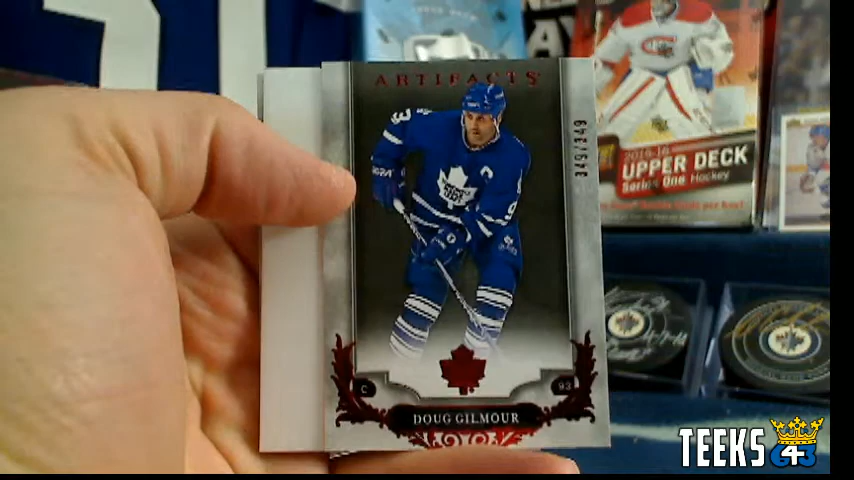 ARTIFACTS
349/349
C
93
DOUG GILMOUR
2015-16
UPPER DECK
Series One Hockey
TEEKS 43